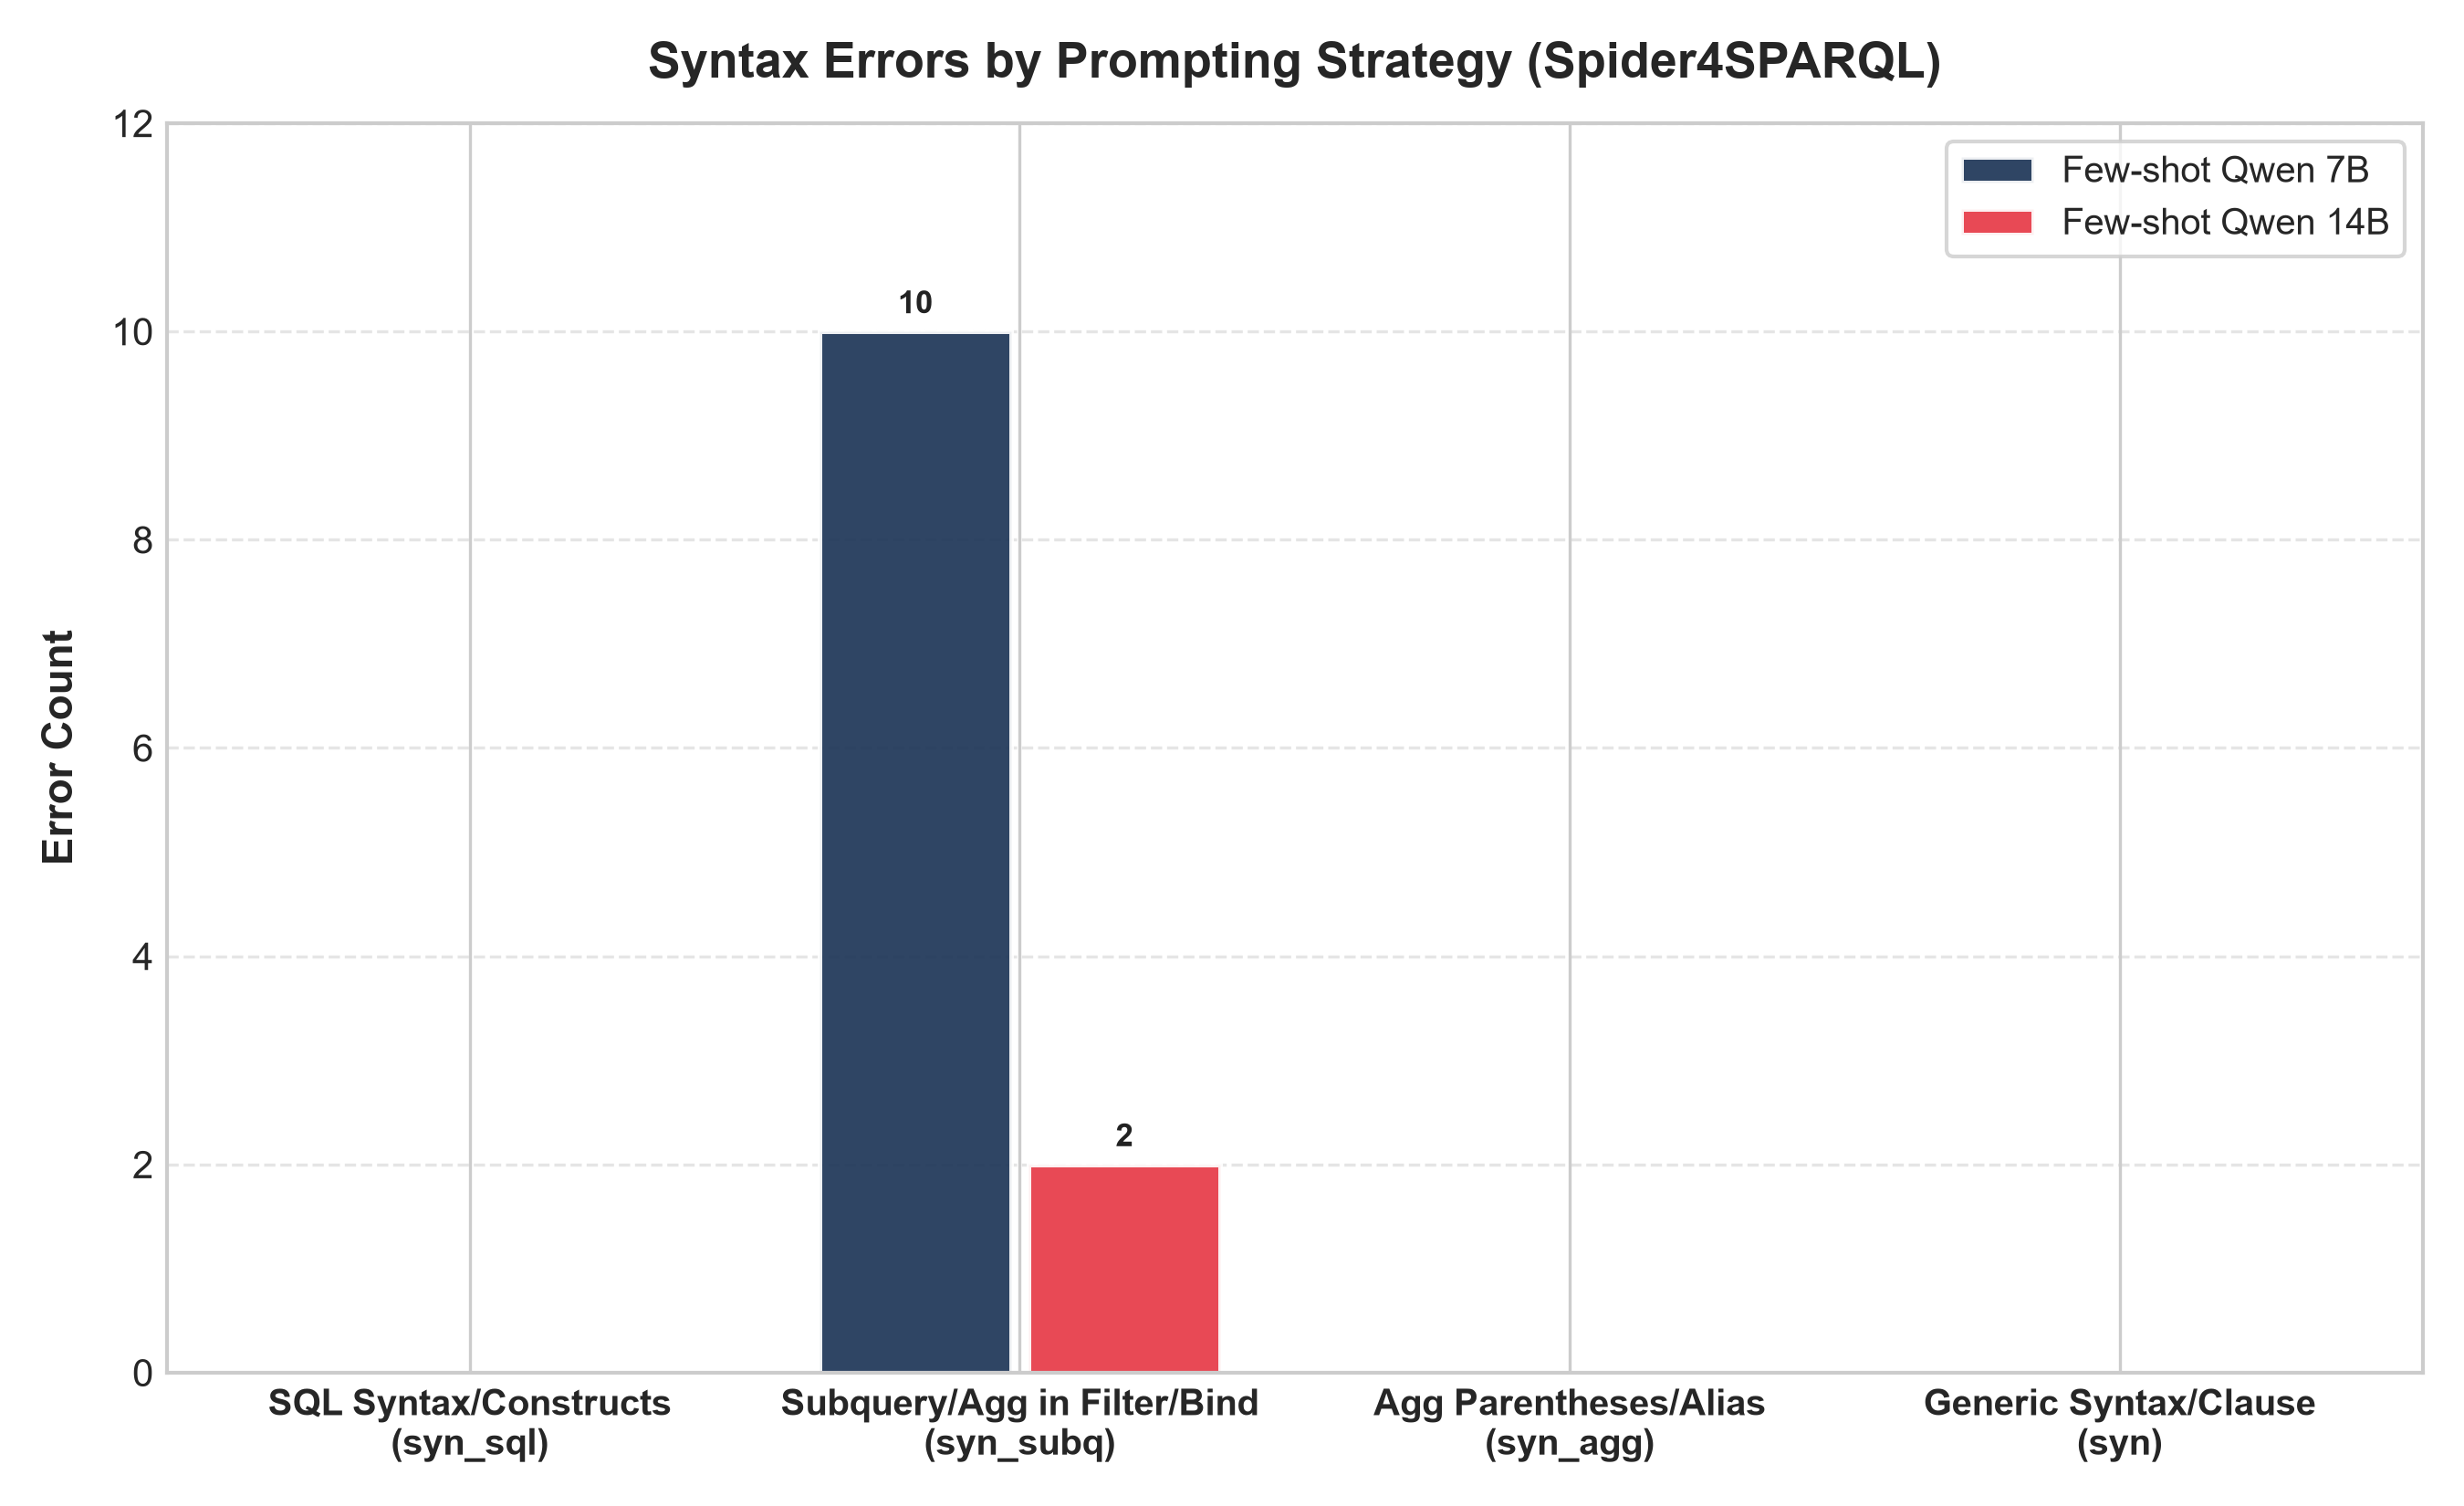 Syntax Errors by Prompting Strategy (Spider4SPARQL)
Few-shot Qwen 7B
Few-shot Qwen 14B
Error Count
12
10
8
6
4
2
0
10
2
SQL Syntax/Constructs
(syn_sql)
Subquery/Agg in Filter/Bind
(syn_subq)
Agg Parentheses/Alias
(syn_agg)
Generic Syntax/Clause
(syn)